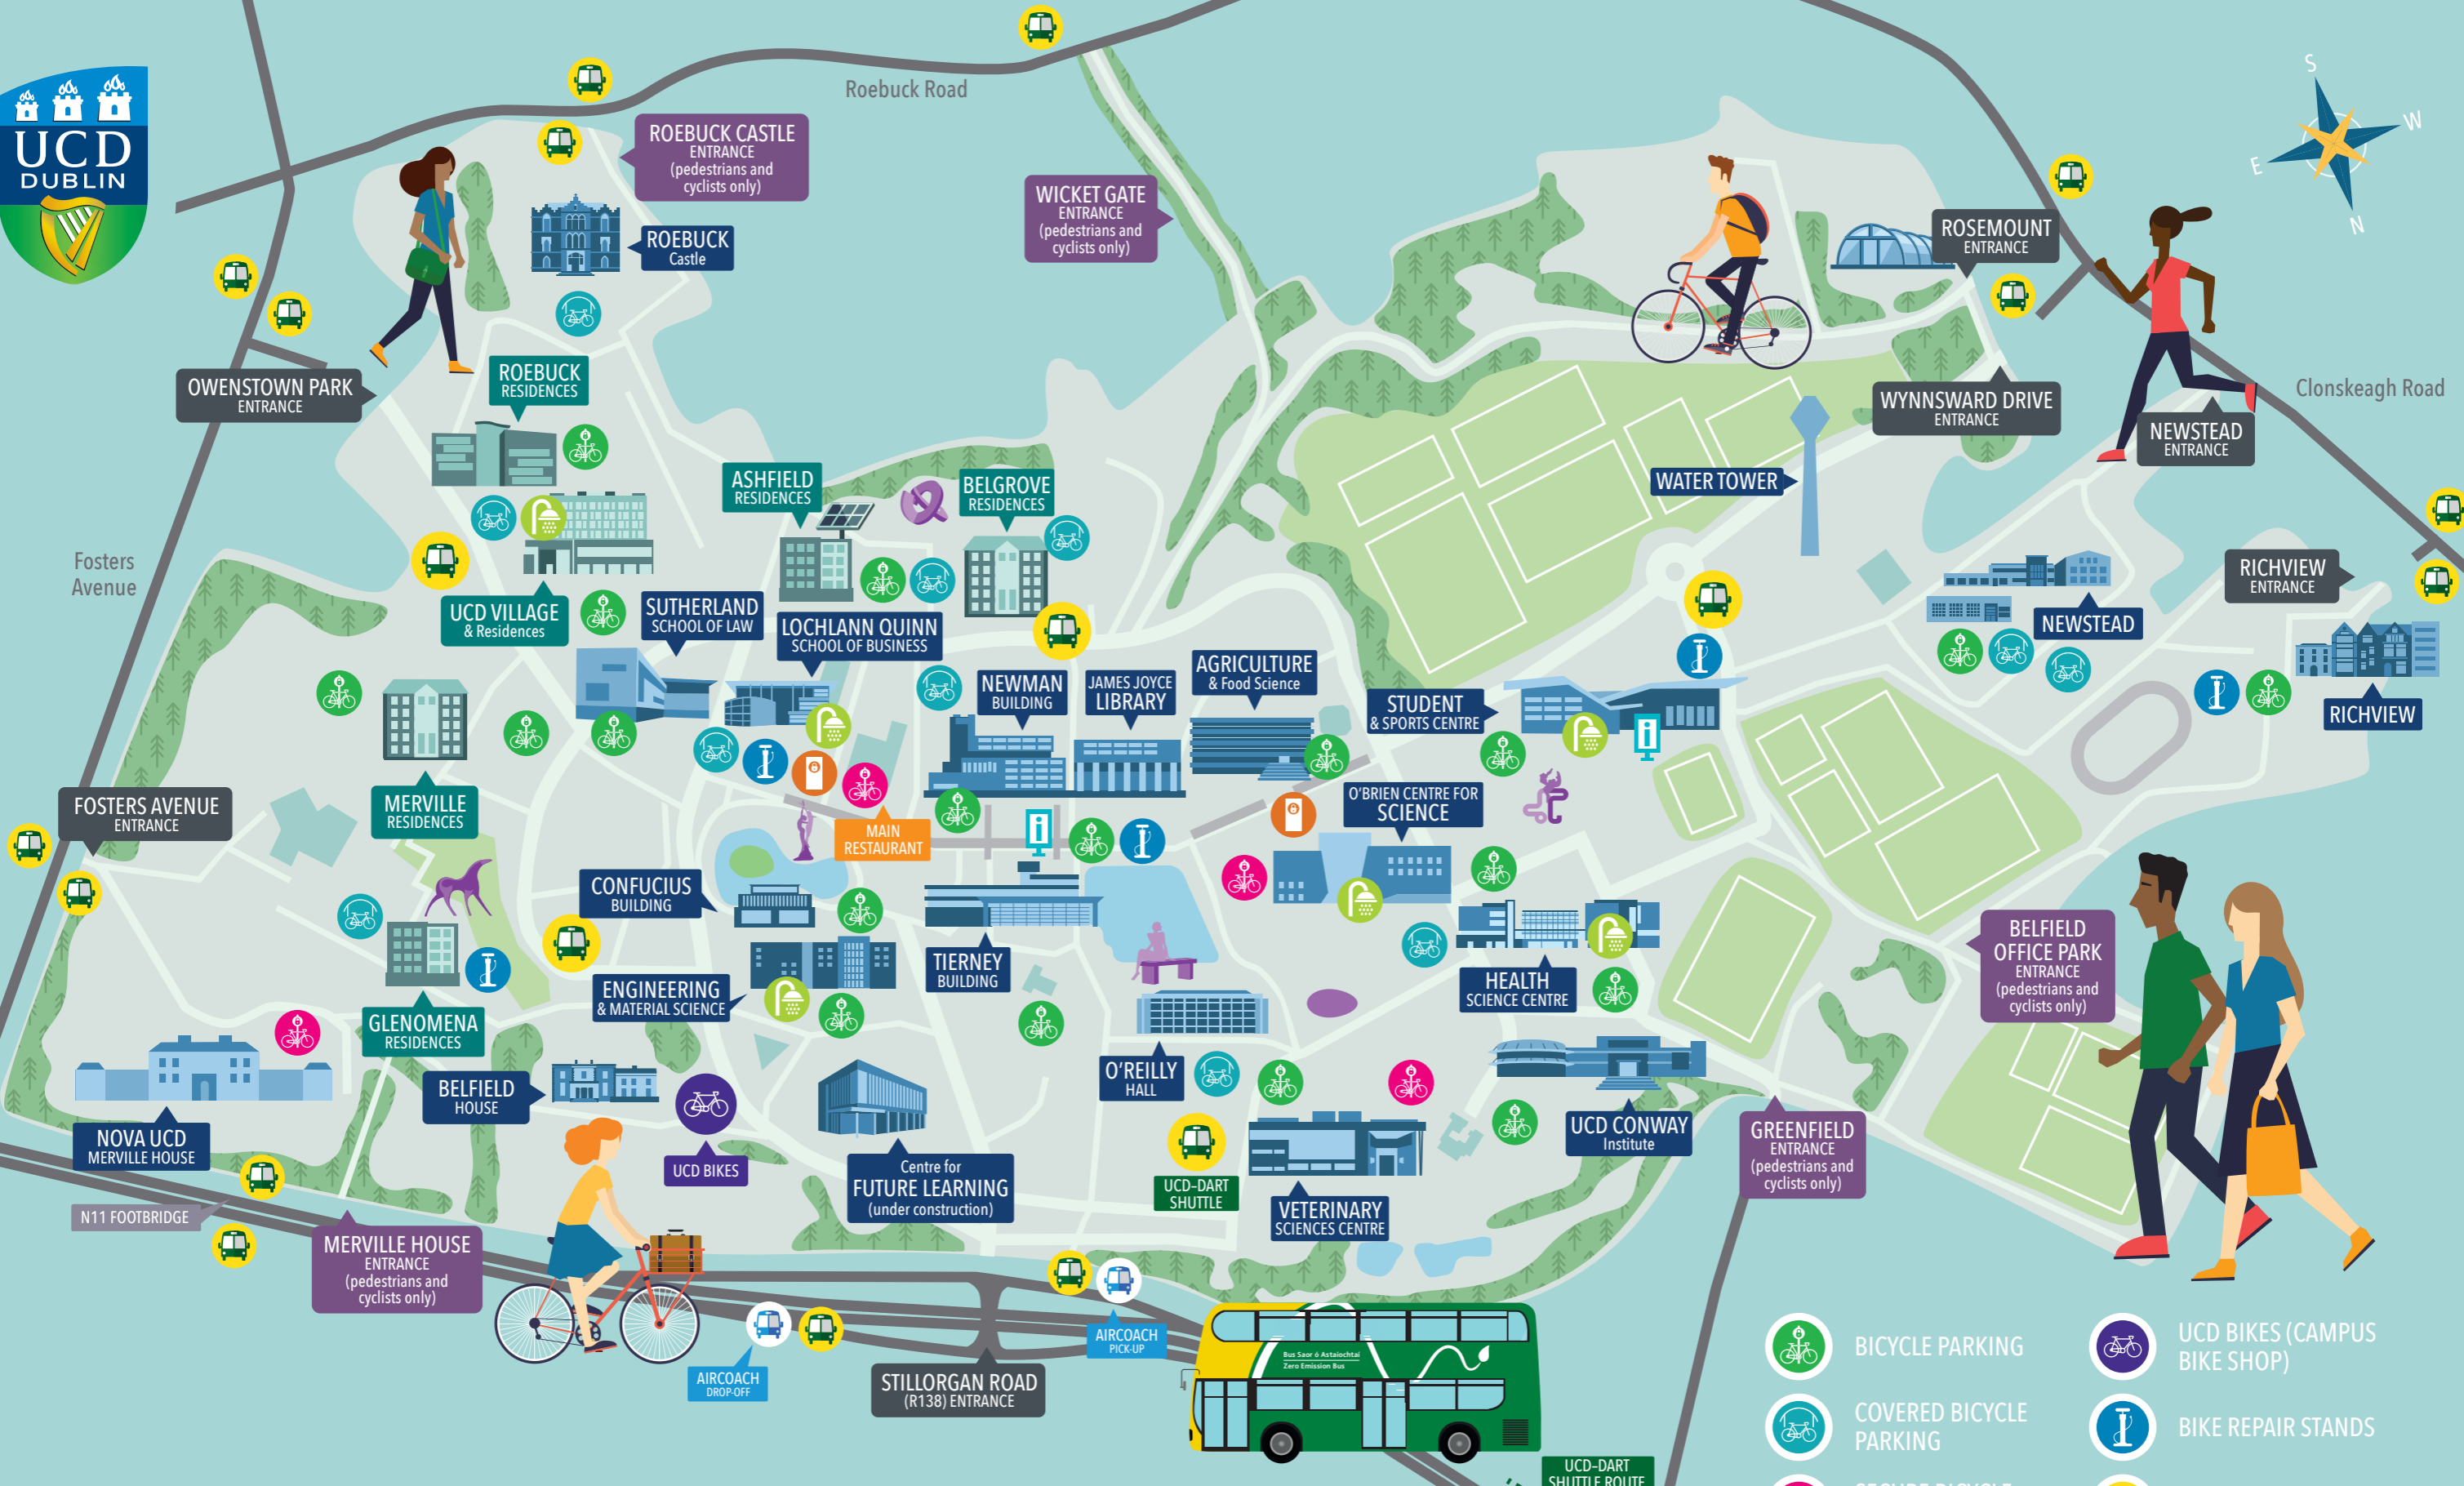 UCD
DUBLIN
Roebuck Road
ROEBUCK CASTLE
ENTRANCE
(pedestrians and
cyclists only)
ROEBUCK
Castle
WICKET GATE
ENTRANCE
(pedestrians and
cyclists only)
S
W
E
N
ROSEMOUNT
ENTRANCE
OWENSTOWN PARK
ENTRANCE
ROEBUCK
RESIDENCES
WYNNSWARD DRIVE
ENTRANCE
Clonskeagh Road
NEWSTEAD
ENTRANCE
WATER TOWER
ASHFIELD
RESIDENCES
BELGROVE
RESIDENCES
Fosters
Avenue
UCD VILLAGE
& Residences
SUTHERLAND
SCHOOL OF LAW
LOCHLANN QUINN
SCHOOL OF BUSINESS
RICHVIEW
ENTRANCE
NEWSTEAD
NEWMAN
BUILDING
JAMES JOYCE
LIBRARY
AGRICULTURE
& Food Science
STUDENT
& SPORTS CENTRE
i
RICHVIEW
FOSTERS AVENUE
ENTRANCE
MERVILLE
RESIDENCES
MAIN
RESTAURANT
i
O'BRIEN CENTRE FOR
SCIENCE
CONFUCIUS
BUILDING
TIERNEY
BUILDING
ENGINEERING
& MATERIAL SCIENCE
HEALTH
SCIENCE CENTRE
BELFIELD
OFFICE PARK
ENTRANCE
(pedestrians and
cyclists only)
GLENOMENA
RESIDENCES
BELFIELD
HOUSE
O'REILLY
HALL
NOVA UCD
MERVILLE HOUSE
UCD BIKES
Centre for
FUTURE LEARNING
(under construction)
UCD-DART
SHUTTLE
VETERINARY
SCIENCES CENTRE
UCD CONWAY
Institute
GREENFIELD
ENTRANCE
(pedestrians and
cyclists only)
N11 FOOTBRIDGE
MERVILLE HOUSE
ENTRANCE
(pedestrians and
cyclists only)
AIRCOACH
DROP-OFF
STILLORGAN ROAD
(R138) ENTRANCE
AIRCOACH
PICK-UP
Bus Saor ó Astaíochtaí
Zero Emission Bus
UCD-DART
SHUTTLE ROUTE
BICYCLE PARKING
UCD BIKES (CAMPUS
BIKE SHOP)
COVERED BICYCLE
PARKING
BIKE REPAIR STANDS
SECURE BICYCLE